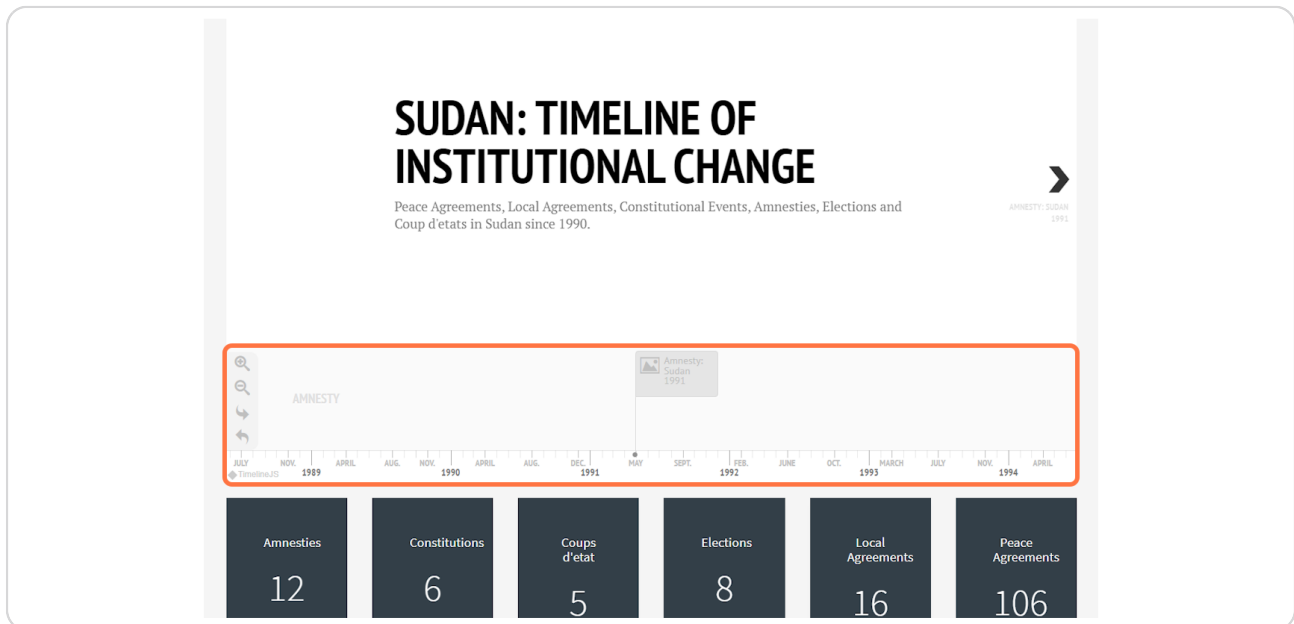 SUDAN: TIMELINE OF
INSTITUTIONAL CHANGE
Peace Agreements, Local Agreements, Constitutional Events, Amnesties, Elections and
Coup d'etats in Sudan since 1990.
AMNESTY: SUDAN
1991
Amnesty:
Sudan
1991
AMNESTY
JULY NOV. APRIL AUG. NOV. APRIL AUG. DEC. MAY SEPT. FEB. JUNE OCT. MARCH JULY NOV. APRIL
TimelineJS 1989 1990 1991 1992 1993 1994
Amnesties
12
Constitutions
6
Coups
d'etat
5
Elections
8
Local
Agreements
16
Peace
Agreements
106